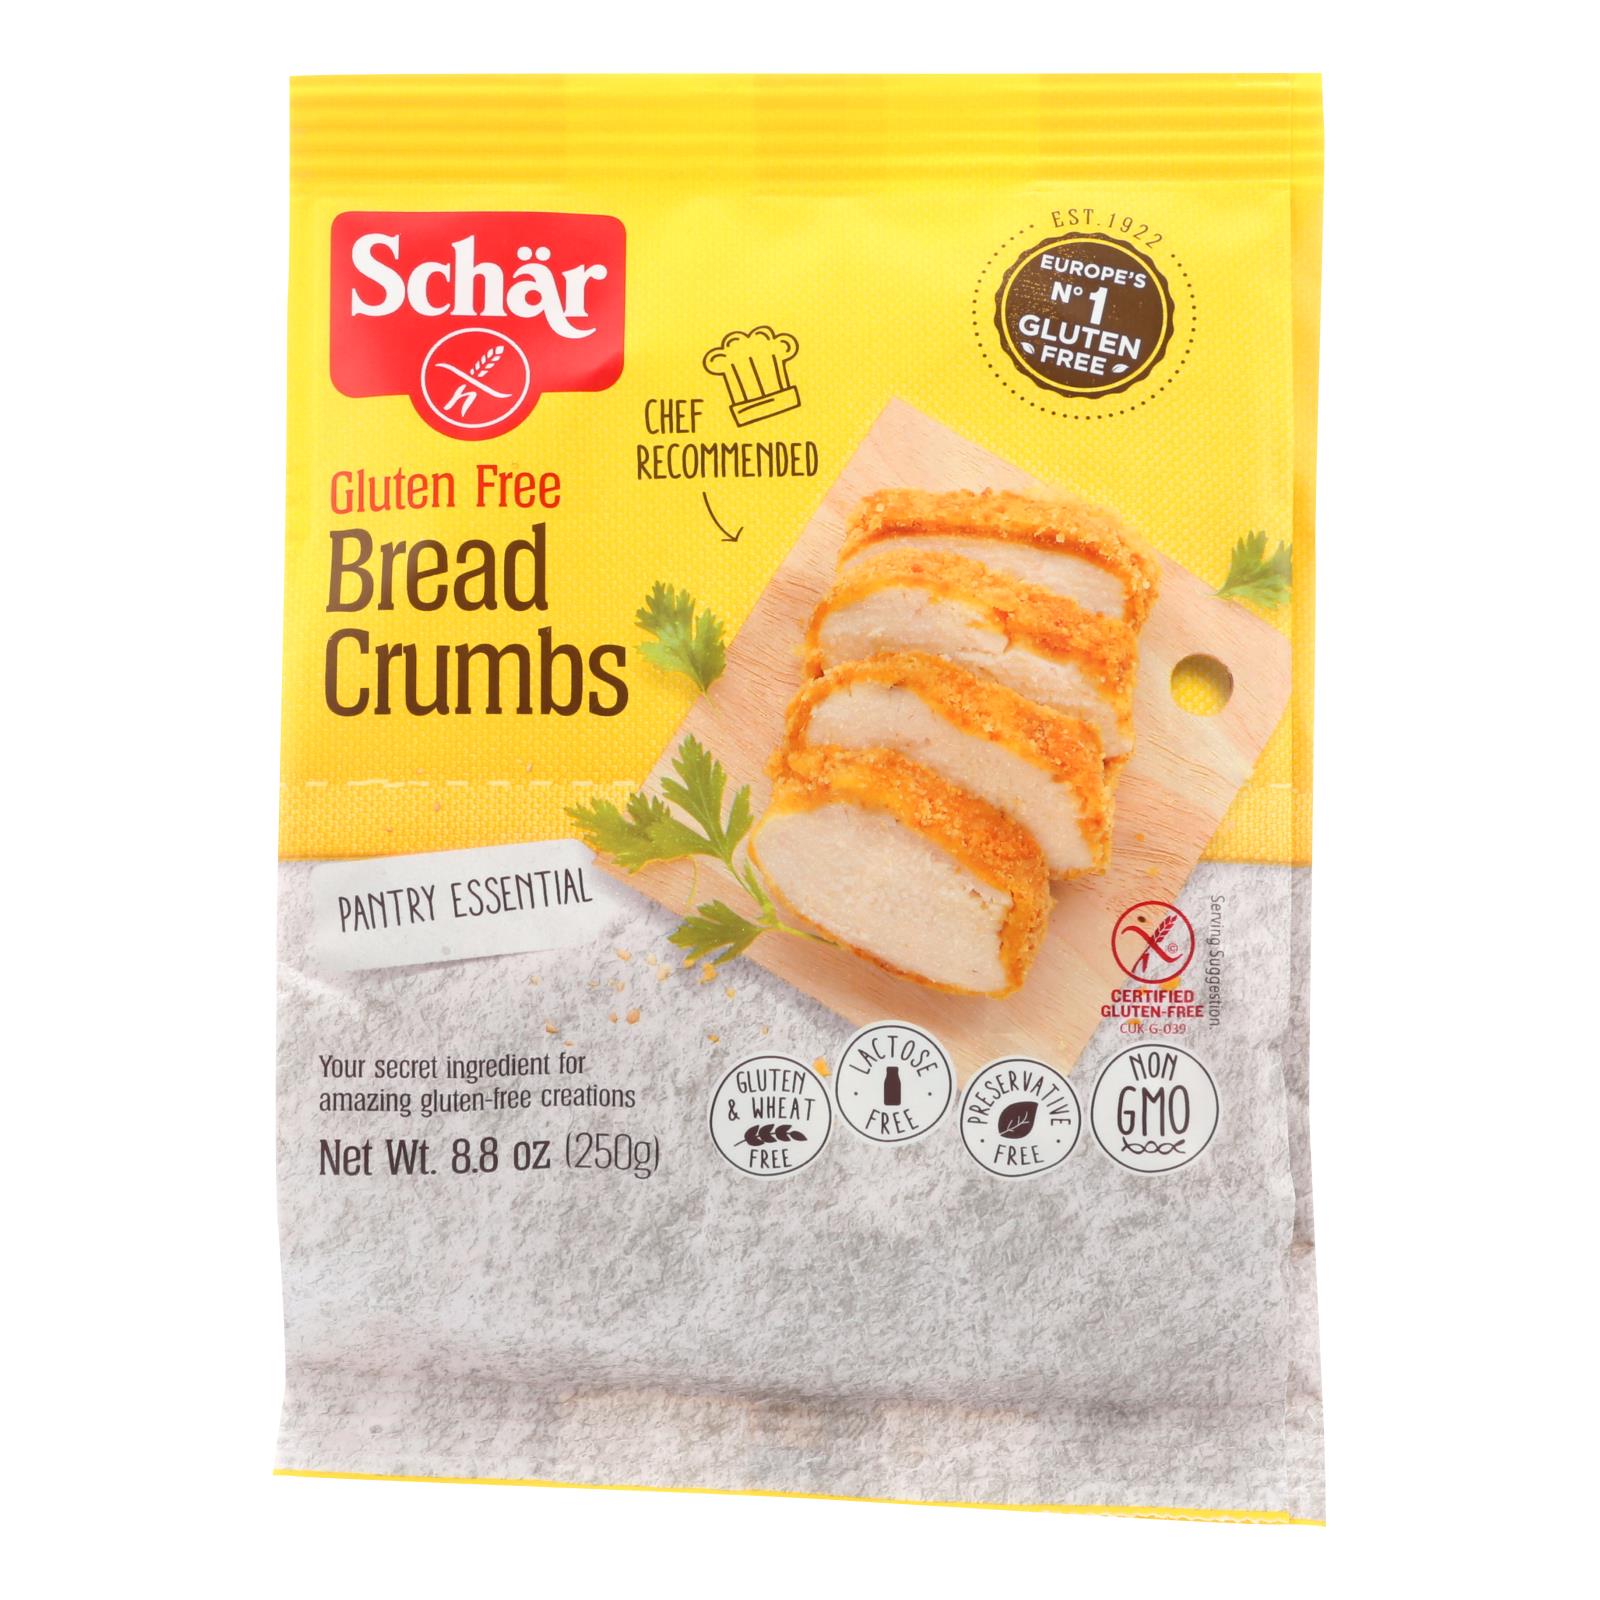 Schär
EST. 1922
EUROPE'S
N° 1
GLUTEN
FREE
CHEF
RECOMMENDED
Gluten Free
Bread
Crumbs
PANTRY ESSENTIAL
Serving Suggestion.
CERTIFIED
GLUTEN-FREE
CUK-G-039
Your secret ingredient for
amazing gluten-free creations
Net Wt. 8.8 oz (250g)
GLUTEN
& WHEAT
FREE
LACTOSE
FREE
PRESERVATIVE
FREE
NON
GMO